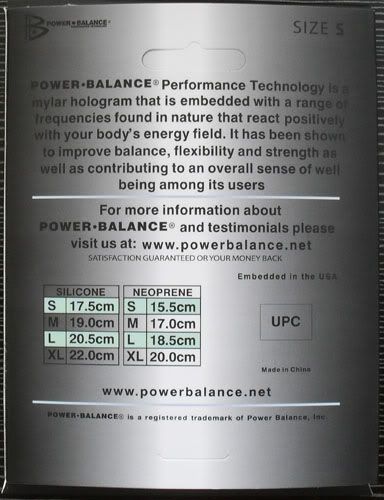 POWER•BALANCE
SIZE S
POWER•BALANCE® Performance Technology is a
mylar hologram that is embedded with a range of
frequencies found in nature that react positively
with your body's energy field. It has been shown
to improve balance, flexibility and strength as
well as contributing to an overall sense of well
being among its users
For more information about
POWER•BALANCE® and testimonials please
visit us at: www.powerbalance.net
SATISFACTION GUARANTEED OR YOUR MONEY BACK
Embedded in the USA
SILICONE NEOPRENE
S 17.5cm S 15.5cm
M 19.0cm M 17.0cm
L 20.5cm L 18.5cm
XL 22.0cm XL 20.0cm
UPC
Made in China
www.powerbalance.net
POWER•BALANCE® is a registered trademark of Power Balance, Inc